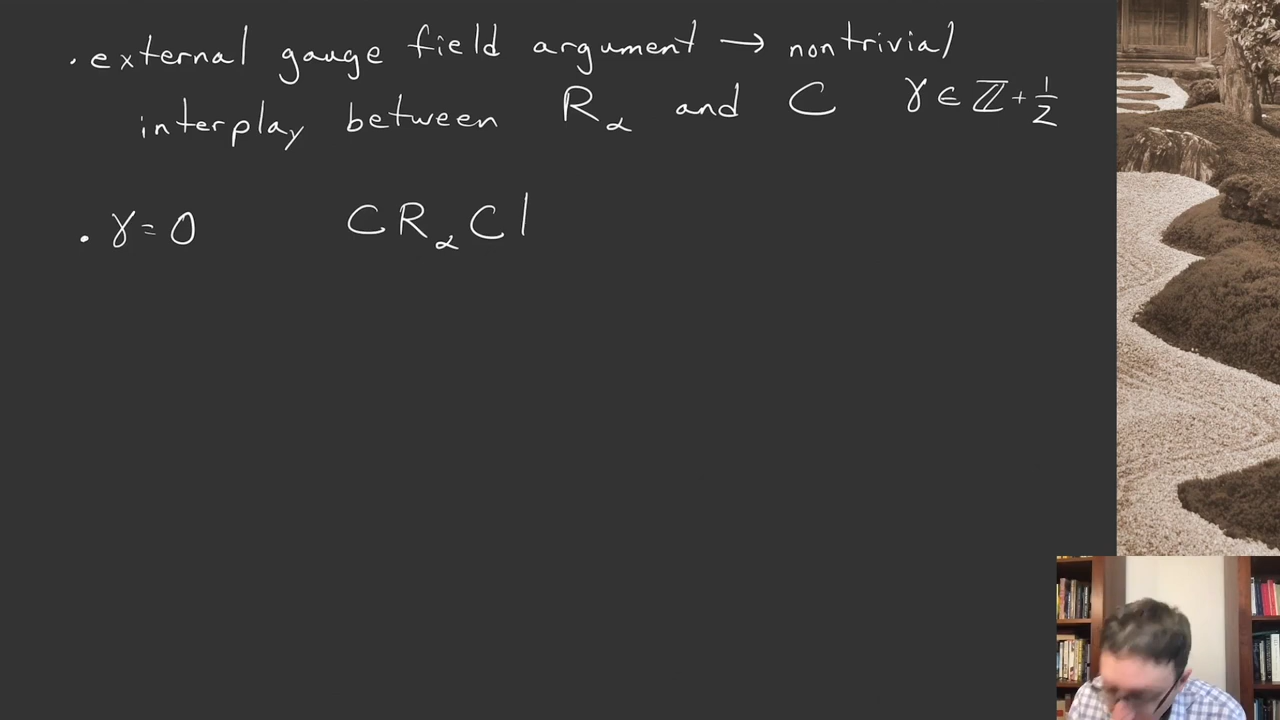 · external gauge field argument → nontrivial
interplay between R_α and C γ ∈ ℤ + 1/2
· γ = 0 C R_α C |